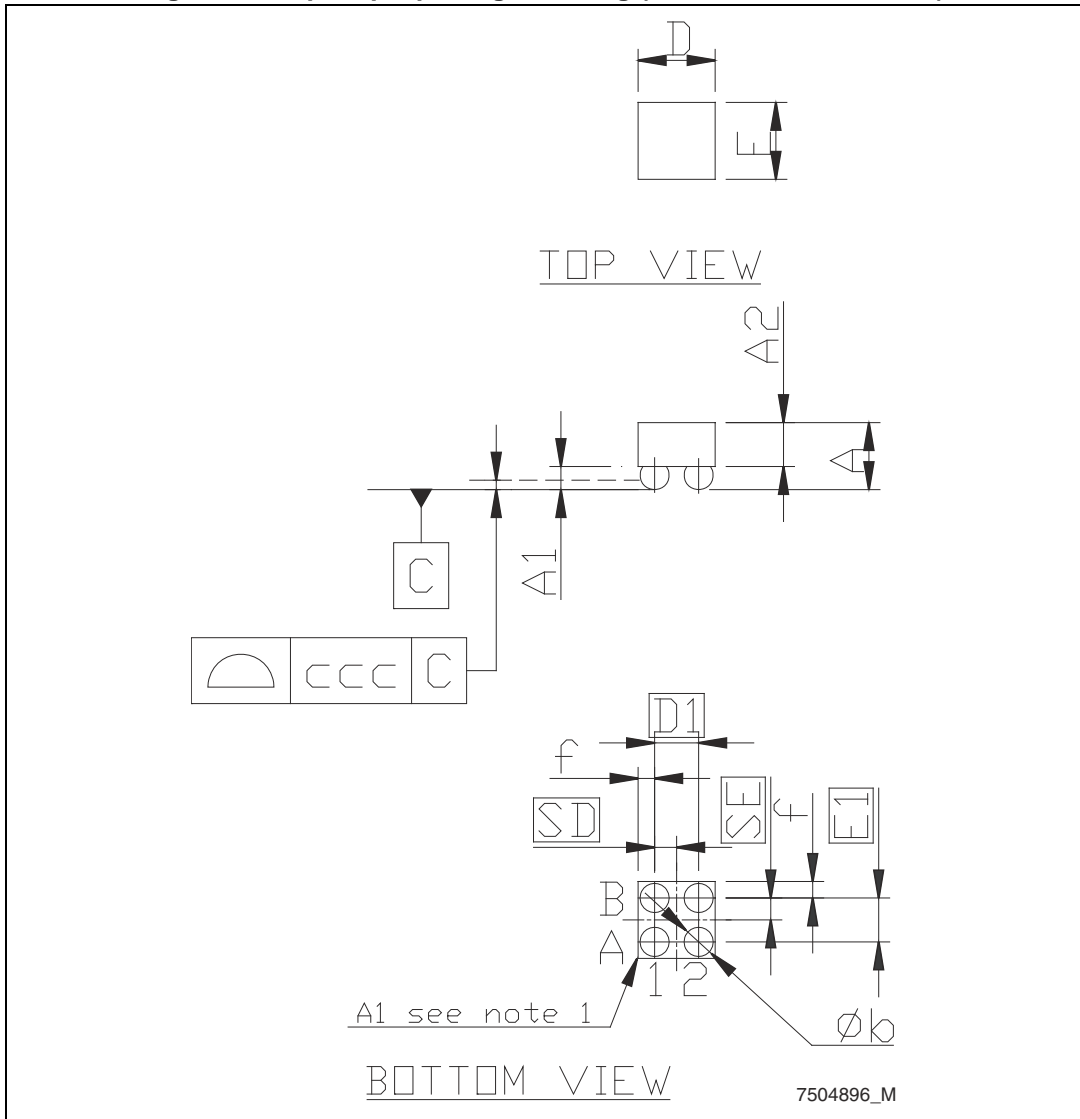 D
E
TOP VIEW
A2
A
A1
C
ccc C
D1
f
SD
SE
f
E1
B
A
1 2
A1 see note 1
Øb
BOTTOM VIEW
7504896_M